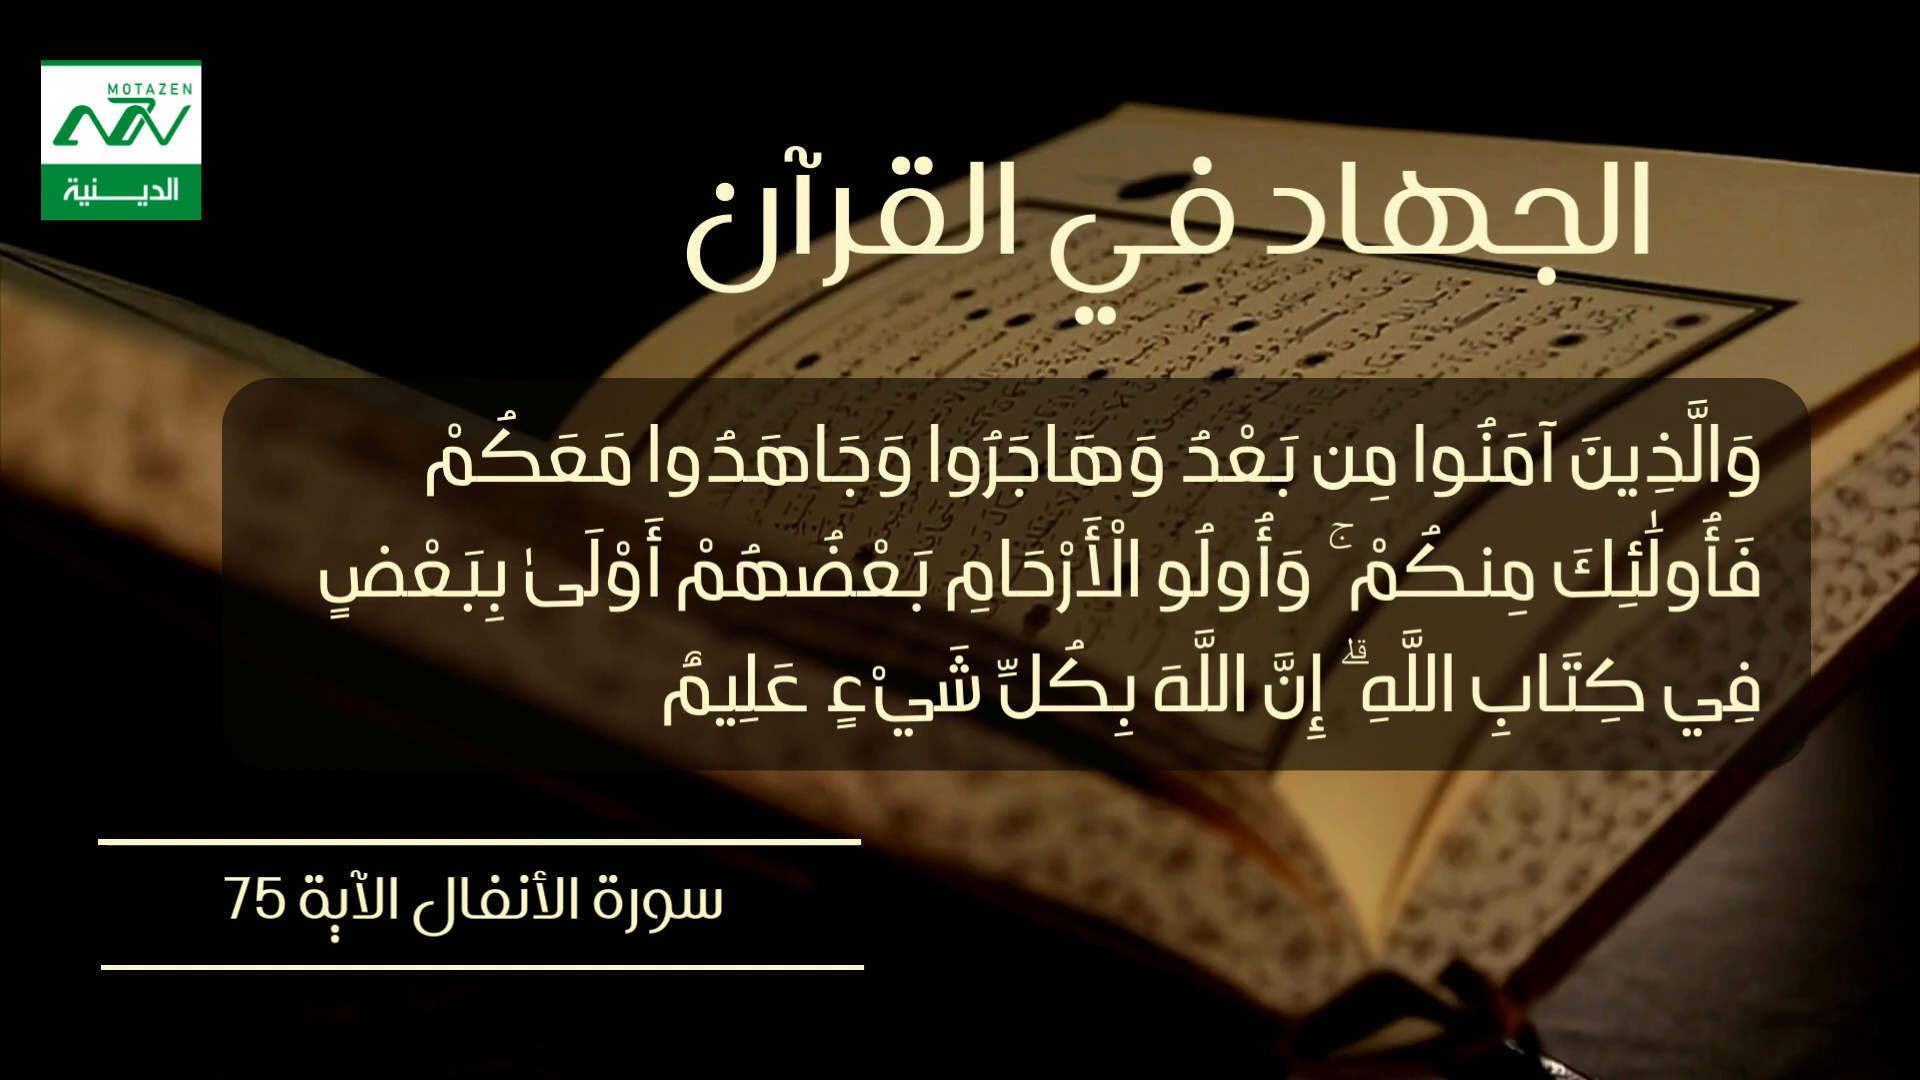 MOTAZEN
الديـنية
الجهاد في القرآن
وَالَّذِينَ آمَنُوا مِن بَعْدُ وَهَاجَرُوا وَجَاهَدُوا مَعَكُمْ
فَأُولَٰئِكَ مِنكُمْ ۚ وَأُولُو الْأَرْحَامِ بَعْضُهُمْ أَوْلَىٰ بِبَعْضٍ
فِي كِتَابِ اللَّهِ ۗ إِنَّ اللَّهَ بِكُلِّ شَيْءٍ عَلِيمٌ
سورة الأنفال الآية 75